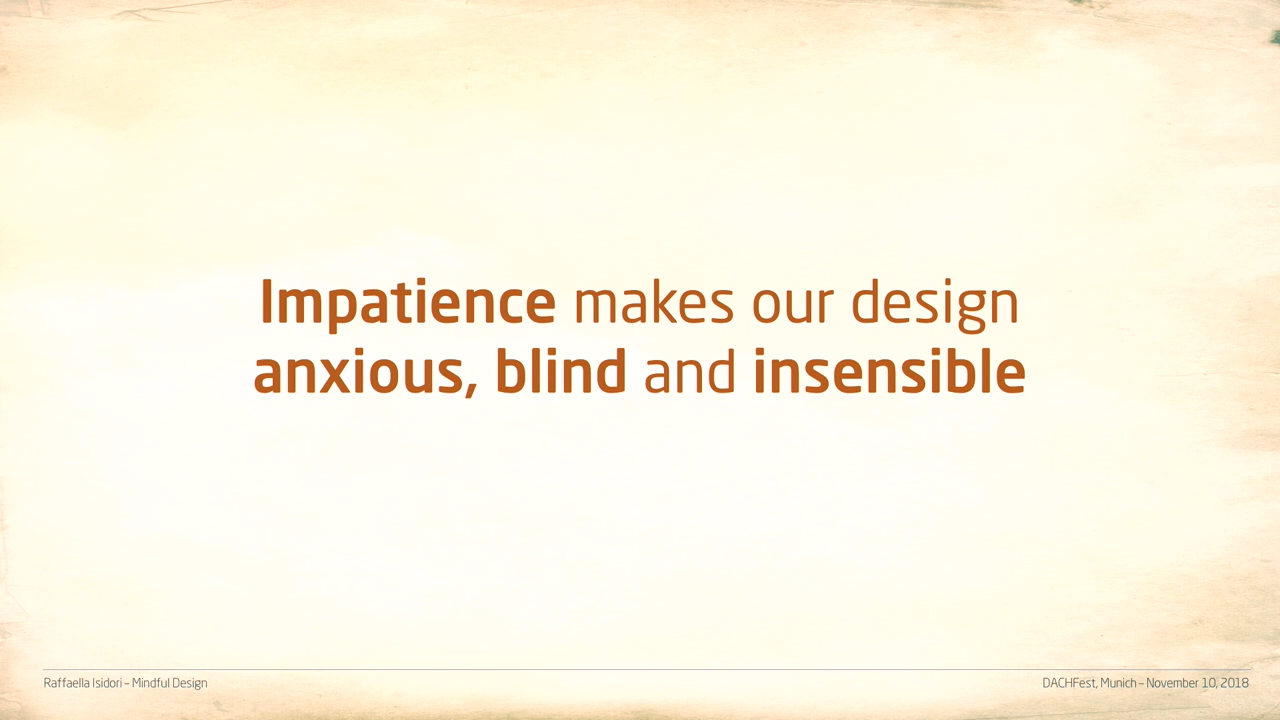 Impatience makes our design
anxious, blind and insensible
Raffaella Isidori – Mindful Design
DACHFest, Munich – November 10, 2018